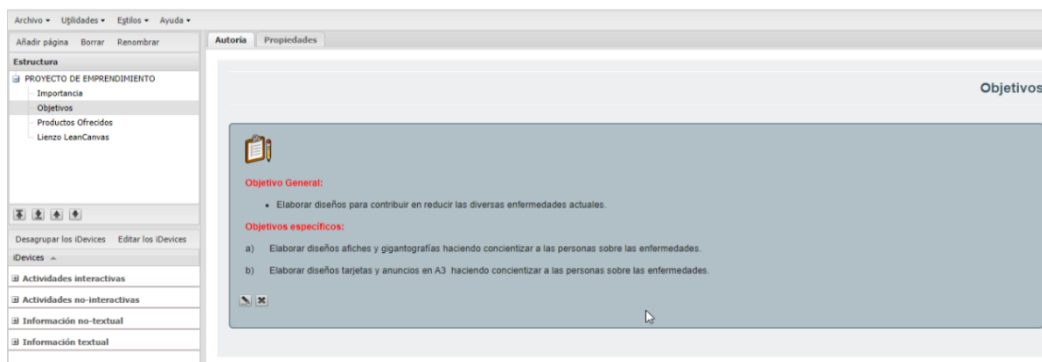 Archivo Utilidades Estilos Ayuda
Añadir página Borrar Renombrar
Estructura
PROYECTO DE EMPRENDIMIENTO
Importancia
Objetivos
Productos Ofrecidos
Lienzo LeanCanvas
Desagrupar los iDevices Editar los iDevices
iDevices
Actividades interactivas
Actividades no-interactivas
Información no-textual
Información textual
Autoría Propiedades
Objetivos
Objetivo General:
• Elaborar diseños para contribuir en reducir las diversas enfermedades actuales.
Objetivos específicos:
a) Elaborar diseños afiches y gigantografías haciendo concientizar a las personas sobre las enfermedades.
b) Elaborar diseños tarjetas y anuncios en A3 haciendo concientizar a las personas sobre las enfermedades.